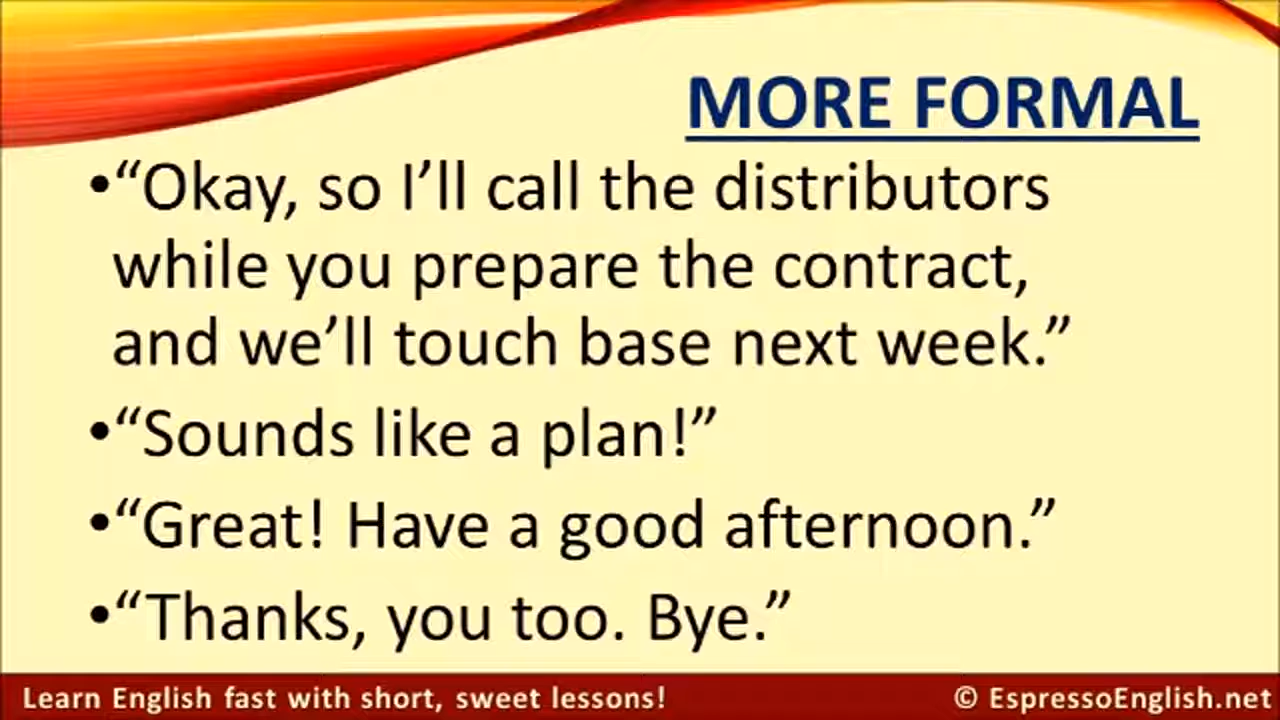 MORE FORMAL
•“Okay, so I’ll call the distributors
while you prepare the contract,
and we’ll touch base next week.”
•“Sounds like a plan!”
•“Great! Have a good afternoon.”
•“Thanks, you too. Bye.”
Learn English fast with short, sweet lessons!
© EspressoEnglish.net